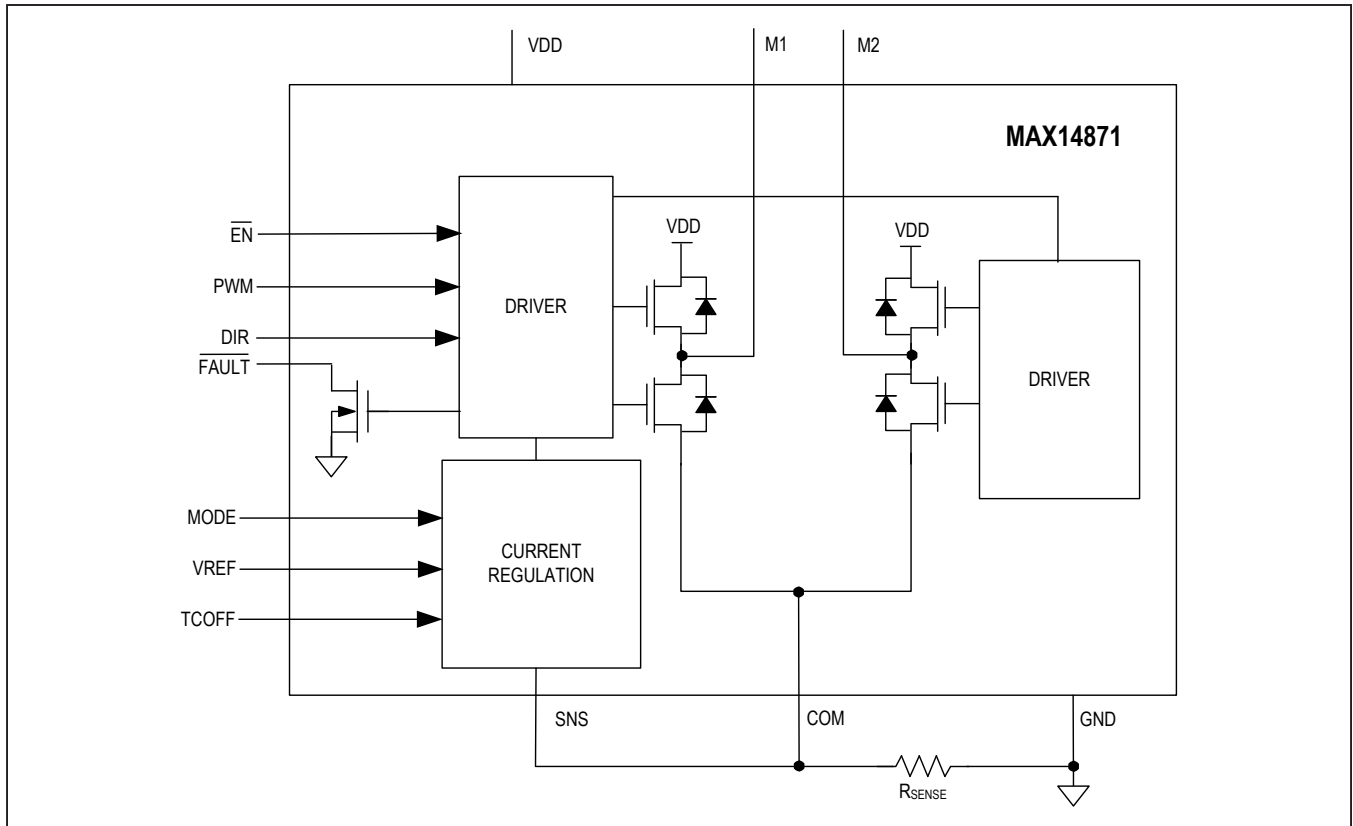 VDD
M1
M2
MAX14871
EN
PWM
DIR
FAULT
DRIVER
VDD
VDD
DRIVER
MODE
VREF
TCOFF
CURRENT
REGULATION
SNS
COM
GND
RSENSE